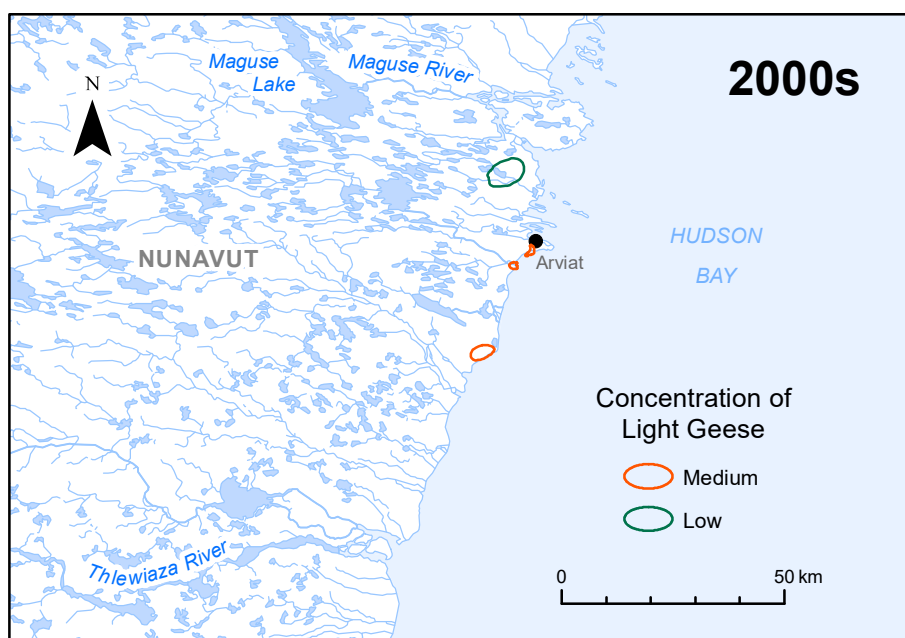 2000s
Maguse
Lake
Maguse River
N
NUNAVUT
HUDSON
BAY
Arviat
Concentration of
Light Geese
Medium
Low
Thlewiaza River
0
50 km